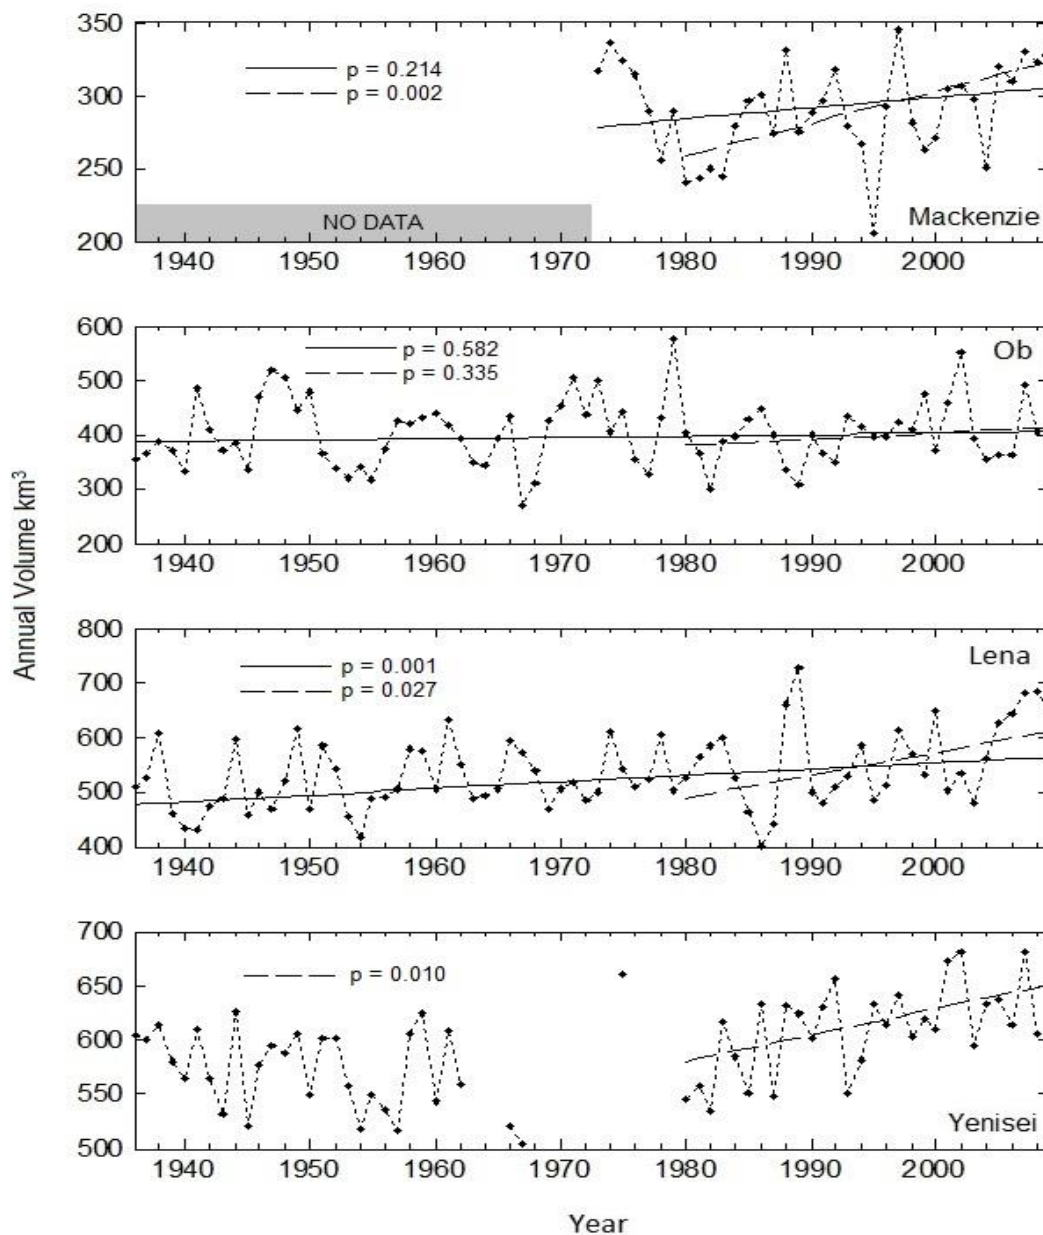 350
300
250
200
p = 0.214
p = 0.002
NO DATA
Mackenzie
1940 1950 1960 1970 1980 1990 2000
600
500
400
300
200
p = 0.582
p = 0.335
Ob
1940 1950 1960 1970 1980 1990 2000
Annual Volume km³
800
700
600
500
400
p = 0.001
p = 0.027
Lena
1940 1950 1960 1970 1980 1990 2000
700
650
600
550
500
p = 0.010
Yenisei
1940 1950 1960 1970 1980 1990 2000
Year